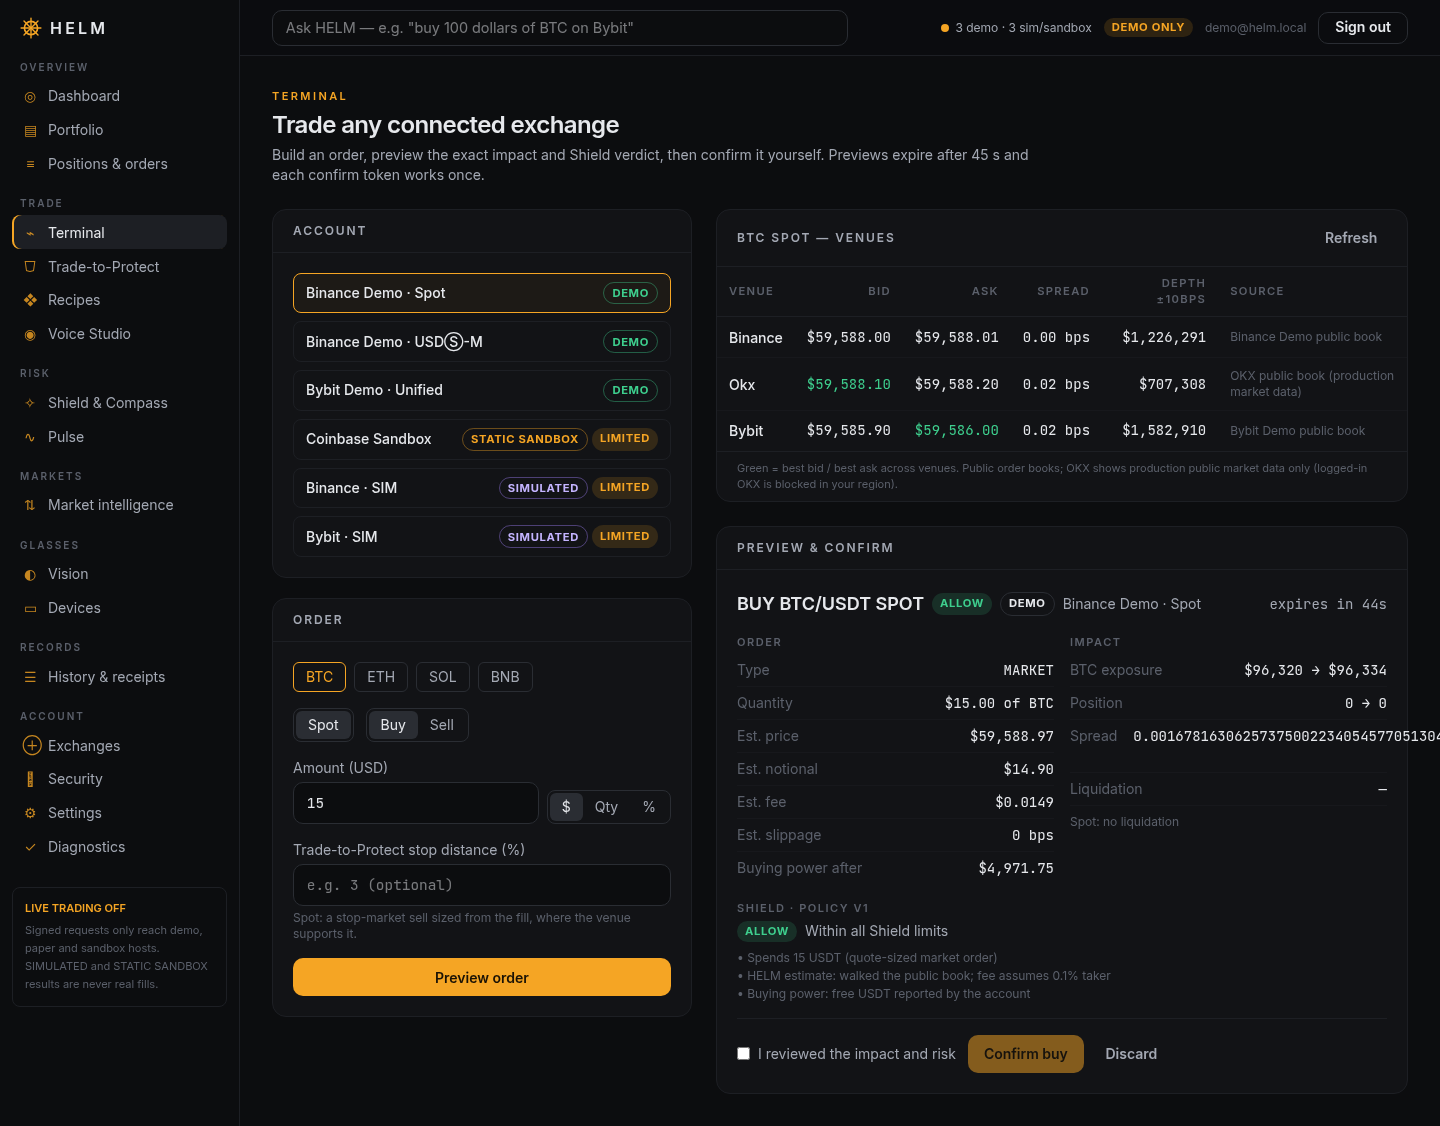 HELM
OVERVIEW
Dashboard
Portfolio
Positions & orders
TRADE
Terminal
Trade-to-Protect
Recipes
Voice Studio
RISK
Shield & Compass
Pulse
MARKETS
Market intelligence
GLASSES
Vision
Devices
RECORDS
History & receipts
ACCOUNT
Exchanges
Security
Settings
Diagnostics
LIVE TRADING OFF
Signed requests only reach demo,
paper and sandbox hosts.
SIMULATED and STATIC SANDBOX
results are never real fills.
Ask HELM — e.g. "buy 100 dollars of BTC on Bybit"
3 demo · 3 sim/sandbox DEMO ONLY demo@helm.local Sign out
TERMINAL
Trade any connected exchange
Build an order, preview the exact impact and Shield verdict, then confirm it yourself. Previews expire after 45 s and
each confirm token works once.
ACCOUNT
Binance Demo · Spot DEMO
Binance Demo · USDⓈ-M DEMO
Bybit Demo · Unified DEMO
Coinbase Sandbox STATIC SANDBOX LIMITED
Binance · SIM SIMULATED LIMITED
Bybit · SIM SIMULATED LIMITED
ORDER
BTC ETH SOL BNB
Spot Buy Sell
Amount (USD)
15 $ Qty %
Trade-to-Protect stop distance (%)
e.g. 3 (optional)
Spot: a stop-market sell sized from the fill, where the venue
supports it.
Preview order
BTC SPOT — VENUES Refresh
VENUE BID ASK SPREAD DEPTH ±10BPS SOURCE
Binance $59,588.00 $59,588.01 0.00 bps $1,226,291 Binance Demo public book
Okx $59,588.10 $59,588.20 0.02 bps $707,308 OKX public book (production
market data)
Bybit $59,585.90 $59,586.00 0.02 bps $1,582,910 Bybit Demo public book
Green = best bid / best ask across venues. Public order books; OKX shows production public market data only (logged-in
OKX is blocked in your region).
PREVIEW & CONFIRM
BUY BTC/USDT SPOT ALLOW DEMO Binance Demo · Spot expires in 44s
ORDER
Type MARKET
Quantity $15.00 of BTC
Est. price $59,588.97
Est. notional $14.90
Est. fee $0.0149
Est. slippage 0 bps
Buying power after $4,971.75
IMPACT
BTC exposure $96,320 → $96,334
Position 0 → 0
Spread 0.00167816306257375002234054577051304
Liquidation —
Spot: no liquidation
SHIELD · POLICY V1
ALLOW Within all Shield limits
• Spends 15 USDT (quote-sized market order)
• HELM estimate: walked the public book; fee assumes 0.1% taker
• Buying power: free USDT reported by the account
I reviewed the impact and risk Confirm buy Discard